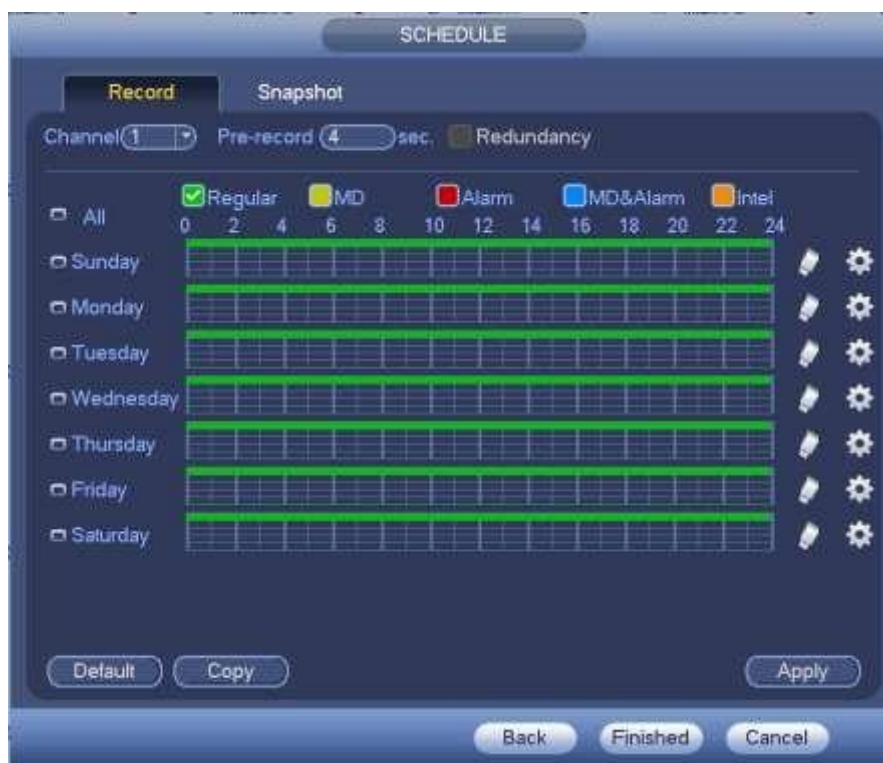 SCHEDULE
Record Snapshot
Channel 1 Pre-record 4 sec. Redundancy
Regular MD Alarm MD&Alarm Intel
All 0 2 4 6 8 10 12 14 16 18 20 22 24
Sunday
Monday
Tuesday
Wednesday
Thursday
Friday
Saturday
Default Copy Apply
Back Finished Cancel